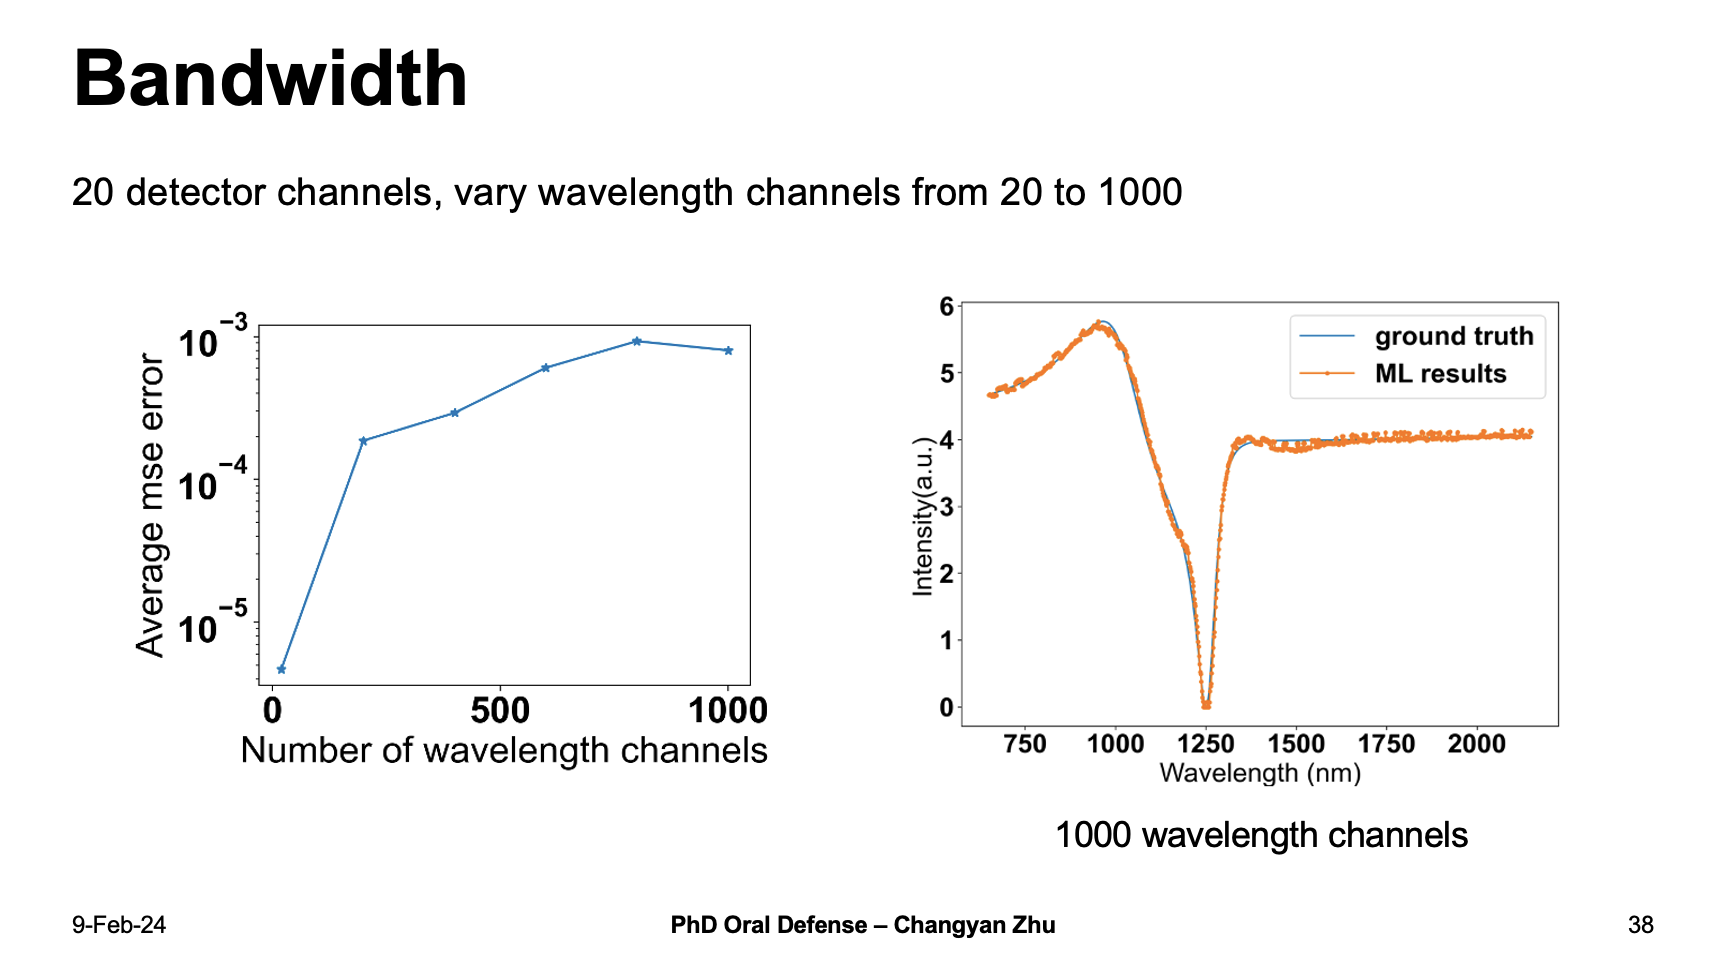 Bandwidth
20 detector channels, vary wavelength channels from 20 to 1000
Average mse error
10⁻³
10⁻⁴
10⁻⁵
0 500 1000
Number of wavelength channels
Intensity(a.u.)
6
5
4
3
2
1
0
ground truth
ML results
750 1000 1250 1500 1750 2000
Wavelength (nm)
1000 wavelength channels
9-Feb-24
PhD Oral Defense – Changyan Zhu
38